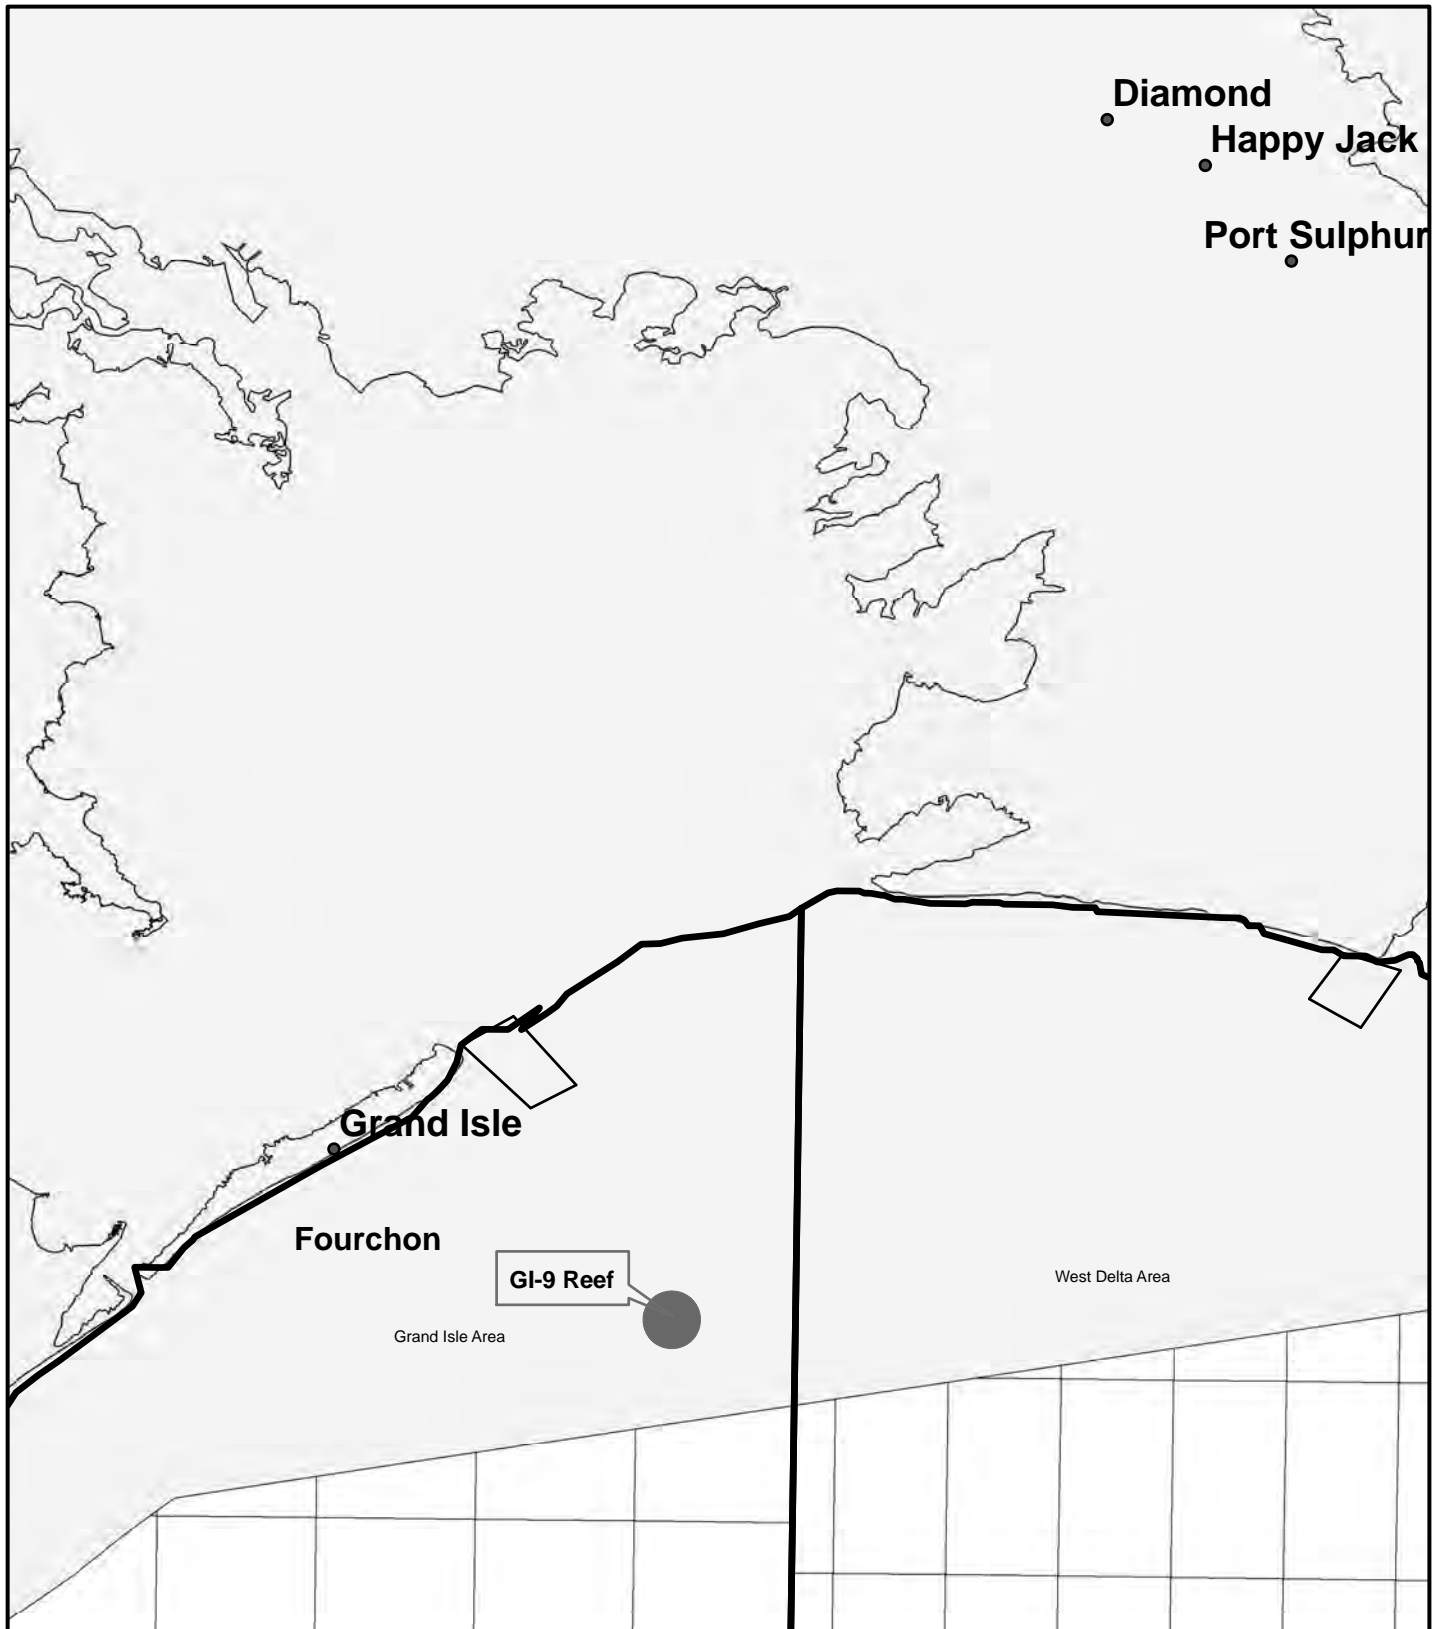 Diamond
Happy Jack
Port Sulphur
Grand Isle
Fourchon
GI-9 Reef
West Delta Area
Grand Isle Area